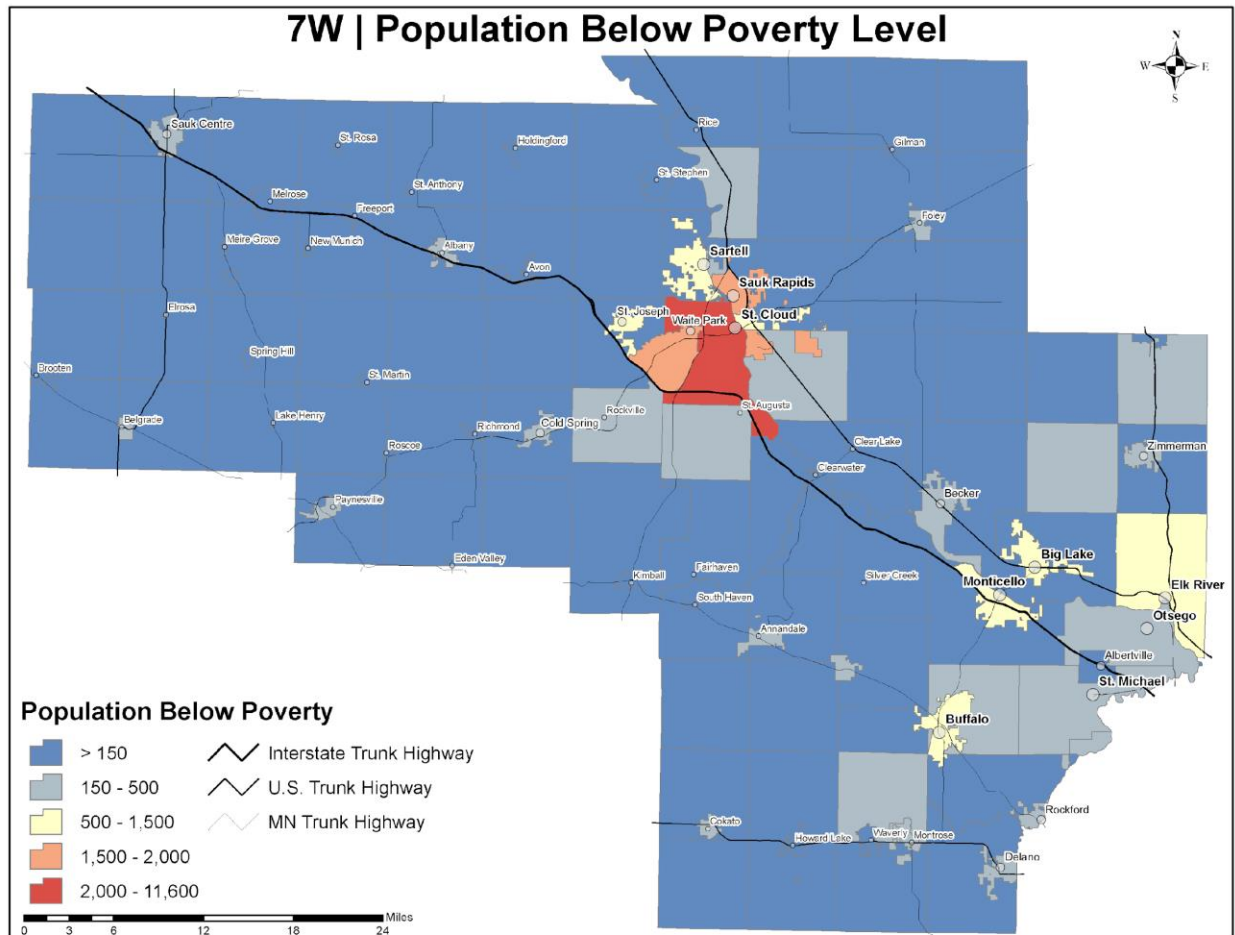 7W | Population Below Poverty Level
N
W E
S
Rice
Sauk Centre
St. Rosa
Holdingford
Gilman
St. Stephen
St. Anthony
Melrose
Freeport
Foley
Meire Grove
New Munich
Albany
Sartell
Avon
Sauk Rapids
Elrosa
St. Joseph
Waite Park
St. Cloud
Spring Hill
Brooten
St. Martin
St. Augusta
Belgrade
Lake Henry
Rockville
Richmond
Cold Spring
Clear Lake
Zimmerman
Roscoe
Clearwater
Becker
Paynesville
Eden Valley
Big Lake
Fairhaven
Kimball
Silver Creek
Monticello
Elk River
South Haven
Otsego
Annandale
Albertville
St. Michael
Buffalo
Rockford
Cokato
Howard Lake
Waverly
Montrose
Delano
Population Below Poverty
> 150
Interstate Trunk Highway
150 - 500
U.S. Trunk Highway
500 - 1,500
MN Trunk Highway
1,500 - 2,000
2,000 - 11,600
Miles
0 3 6 12 18 24